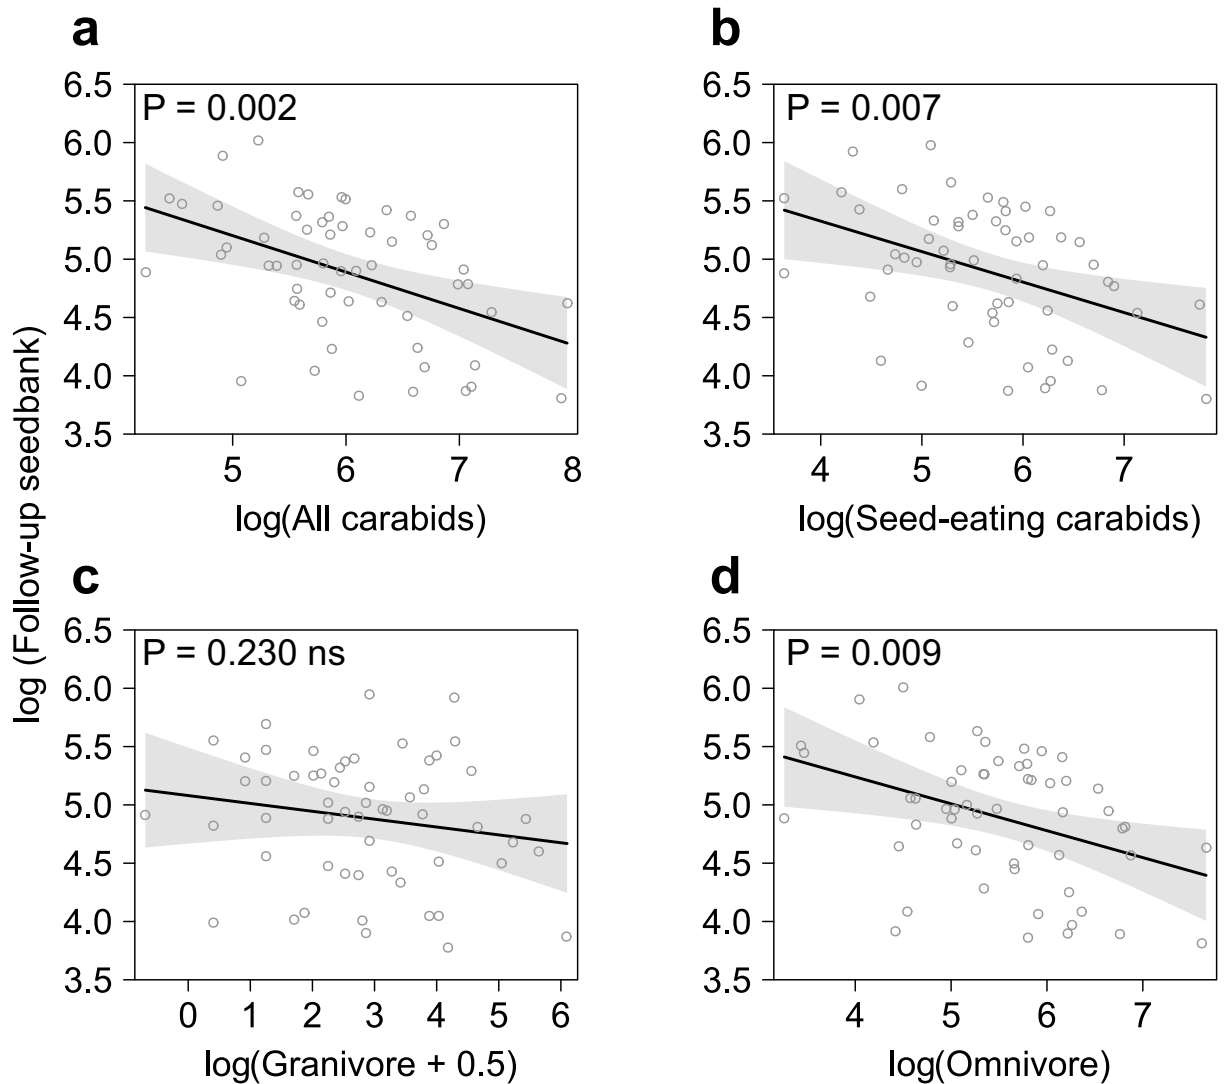 a
P = 0.002
6.5
6.0
5.5
5.0
4.5
4.0
3.5
5 6 7 8
log(All carabids)
b
P = 0.007
6.5
6.0
5.5
5.0
4.5
4.0
3.5
4 5 6 7
log(Seed-eating carabids)
log (Follow-up seedbank)
c
P = 0.230 ns
6.5
6.0
5.5
5.0
4.5
4.0
3.5
0 1 2 3 4 5 6
log(Granivore + 0.5)
d
P = 0.009
6.5
6.0
5.5
5.0
4.5
4.0
3.5
4 5 6 7
log(Omnivore)